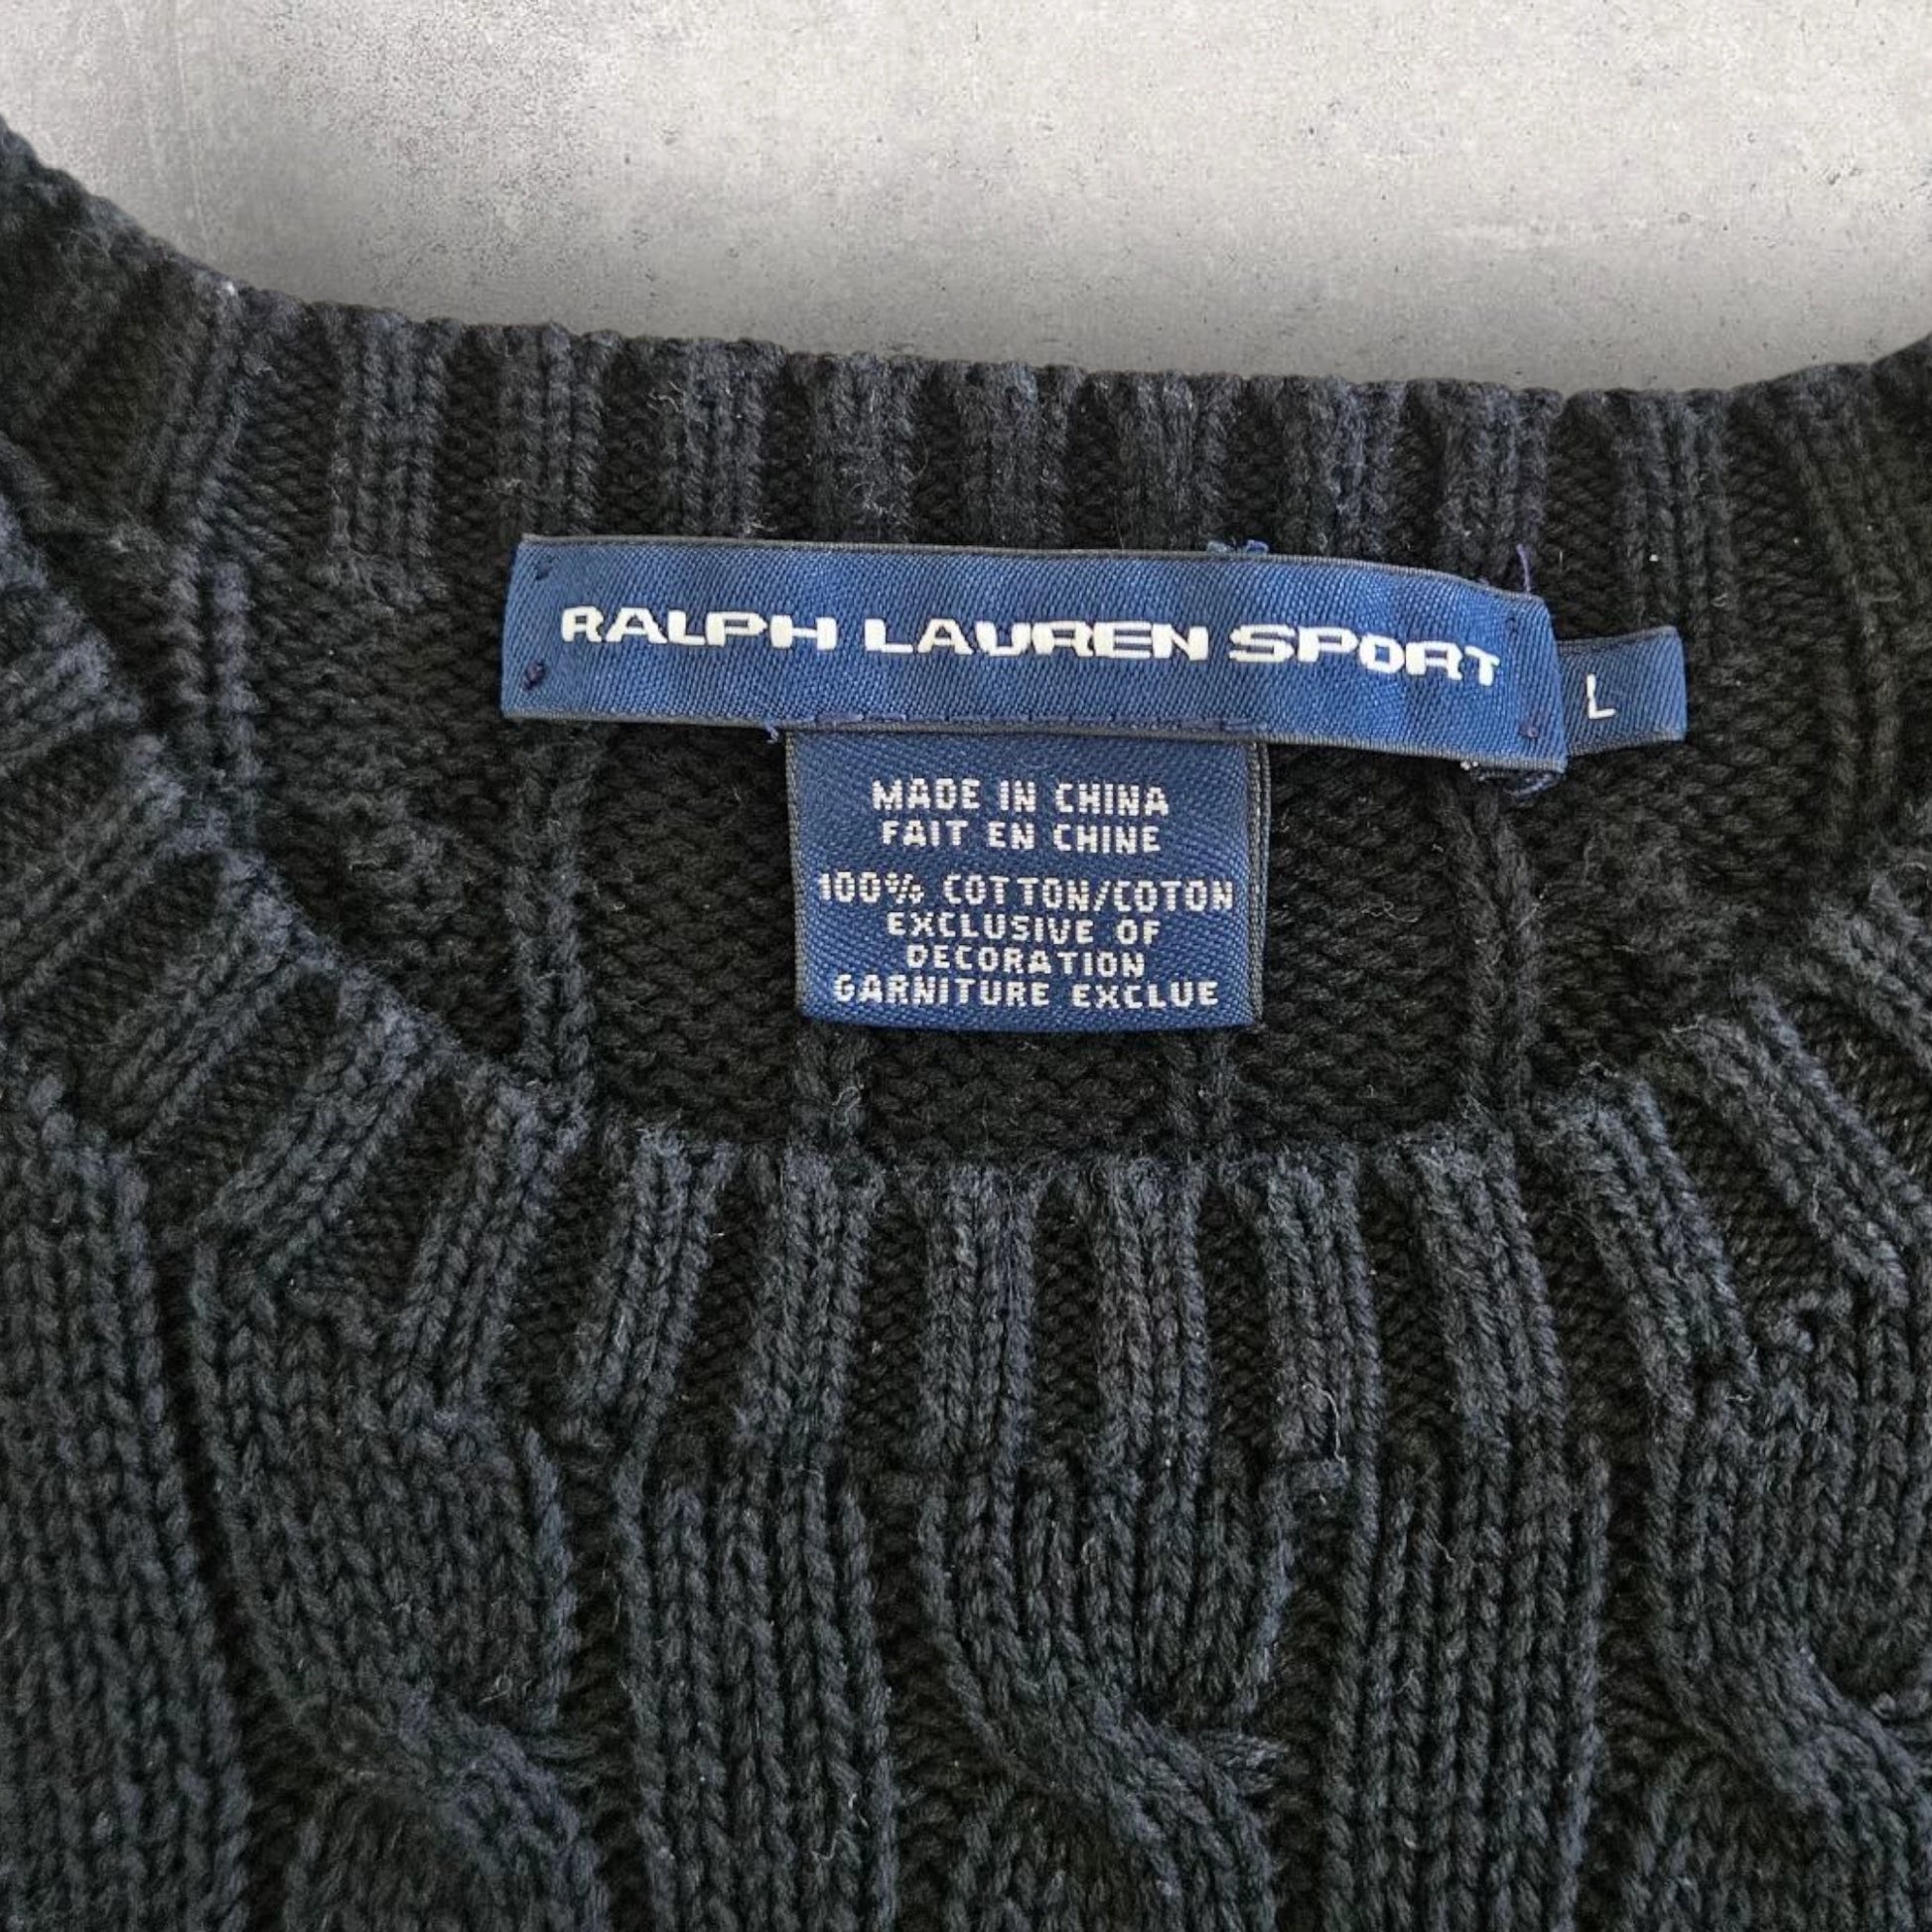 RALPH LAUREN SPORT
L
MADE IN CHINA
FAIT EN CHINE
100% COTTON/COTON
EXCLUSIVE OF
DECORATION
GARNITURE EXCLUE